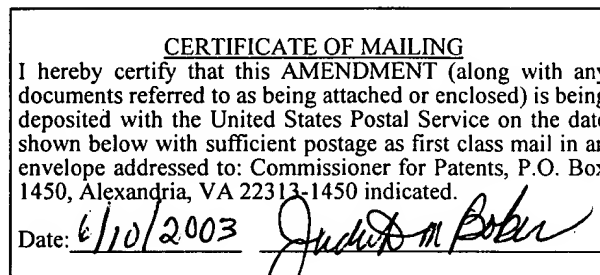 CERTIFICATE OF MAILING
I hereby certify that this AMENDMENT (along with any
documents referred to as being attached or enclosed) is being
deposited with the United States Postal Service on the date
shown below with sufficient postage as first class mail in an
envelope addressed to: Commissioner for Patents, P.O. Box
1450, Alexandria, VA 22313-1450 indicated.
Date: 6/10/2003 Judith M Bober